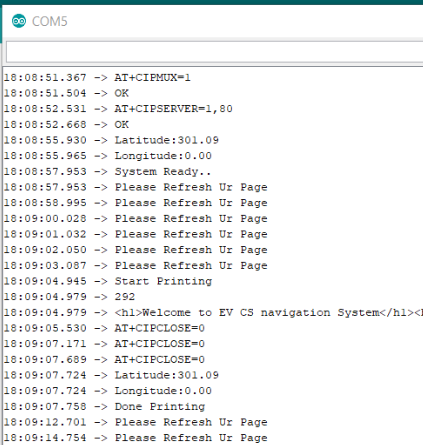 COM5
18:08:51.367 -> AT+CIPMUX=1
18:08:51.504 -> OK
18:08:52.531 -> AT+CIPSERVER=1,80
18:08:52.668 -> OK
18:08:55.930 -> Latitude:301.09
18:08:55.965 -> Longitude:0.00
18:08:57.953 -> System Ready..
18:08:57.953 -> Please Refresh Ur Page
18:08:58.995 -> Please Refresh Ur Page
18:09:00.028 -> Please Refresh Ur Page
18:09:01.032 -> Please Refresh Ur Page
18:09:02.050 -> Please Refresh Ur Page
18:09:03.087 -> Please Refresh Ur Page
18:09:04.945 -> Start Printing
18:09:04.979 -> 292
18:09:04.979 -> <h1>Welcome to EV CS navigation System</h1><
18:09:05.530 -> AT+CIPCLOSE=0
18:09:07.171 -> AT+CIPCLOSE=0
18:09:07.689 -> AT+CIPCLOSE=0
18:09:07.724 -> Latitude:301.09
18:09:07.724 -> Longitude:0.00
18:09:07.758 -> Done Printing
18:09:12.701 -> Please Refresh Ur Page
18:09:14.754 -> Please Refresh Ur Page